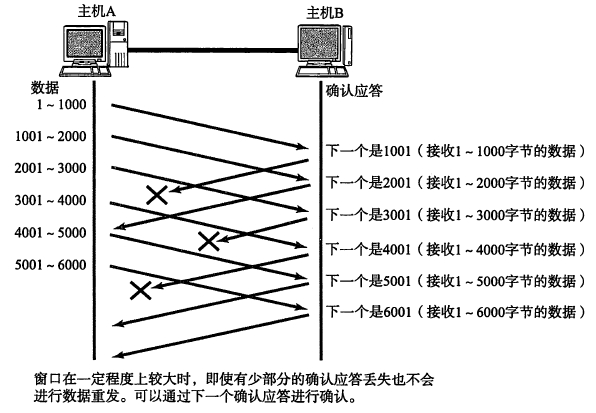 主机A
主机B
数据
确认应答
1～1000
1001～2000
2001～3000
3001～4000
4001～5000
5001～6000
下一个是1001（接收1～1000字节的数据）
下一个是2001（接收1～2000字节的数据）
下一个是3001（接收1～3000字节的数据）
下一个是4001（接收1～4000字节的数据）
下一个是5001（接收1～5000字节的数据）
下一个是6001（接收1～6000字节的数据）
窗口在一定程度上较大时，即使有少部分的确认应答丢失也不会
进行数据重发。可以通过下一个确认应答进行确认。